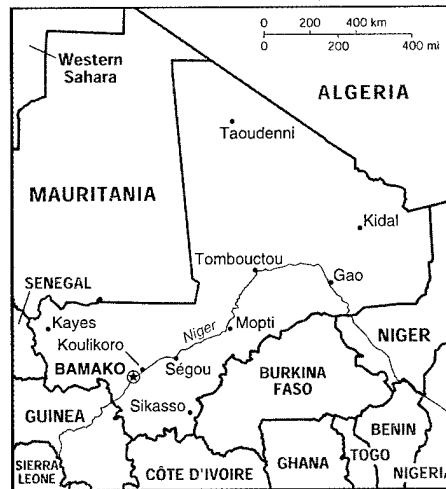 0 200 400 km
0 200 400 mi
Western
Sahara
ALGERIA
Taoudenni
MAURITANIA
Kidal
Tombouctou
SENEGAL
Gao
Kayes
Niger
Mopti
NIGER
Koulikoro
BAMAKO
Ségou
BURKINA
FASO
GUINEA
Sikasso
BENIN
SIERRA
LEONE
CÔTE D'IVOIRE
GHANA
TOGO
NIGERIA